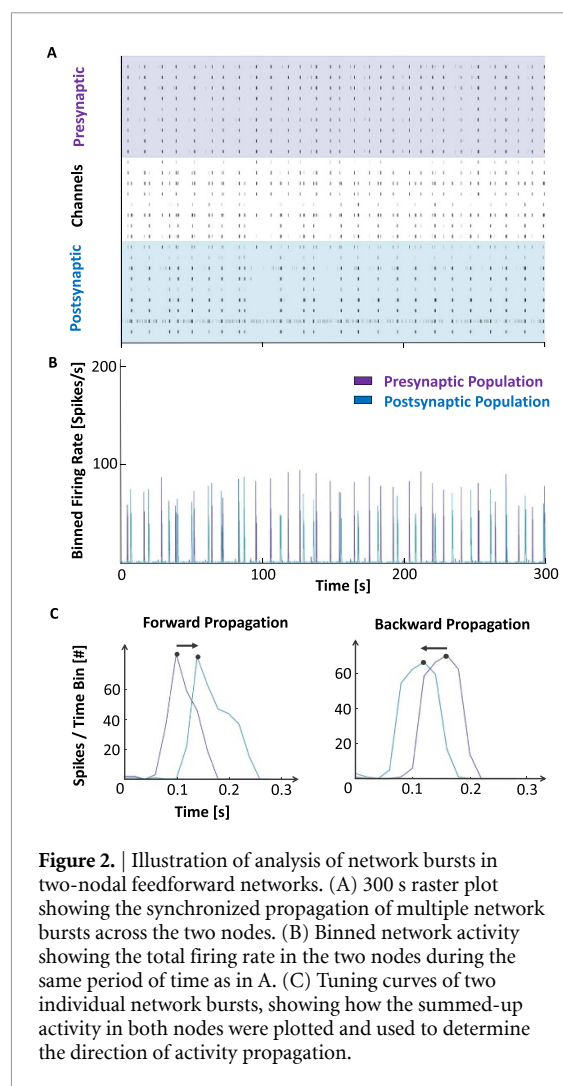 A
Presynaptic
Channels
Postsynaptic
B
Binned Firing Rate [Spikes/s]
200
100
Presynaptic Population
Postsynaptic Population
0
100
200
300
Time [s]
C
Forward Propagation
Backward Propagation
Spikes / Time Bin [#]
60
40
20
0
0.1
0.2
0.3
Time [s]
60
40
20
0
0.1
0.2
0.3
Figure 2. | Illustration of analysis of network bursts in
two-nodal feedforward networks. (A) 300 s raster plot
showing the synchronized propagation of multiple network
bursts across the two nodes. (B) Binned network activity
showing the total firing rate in the two nodes during the
same period of time as in A. (C) Tuning curves of two
individual network bursts, showing how the summed-up
activity in both nodes were plotted and used to determine
the direction of activity propagation.